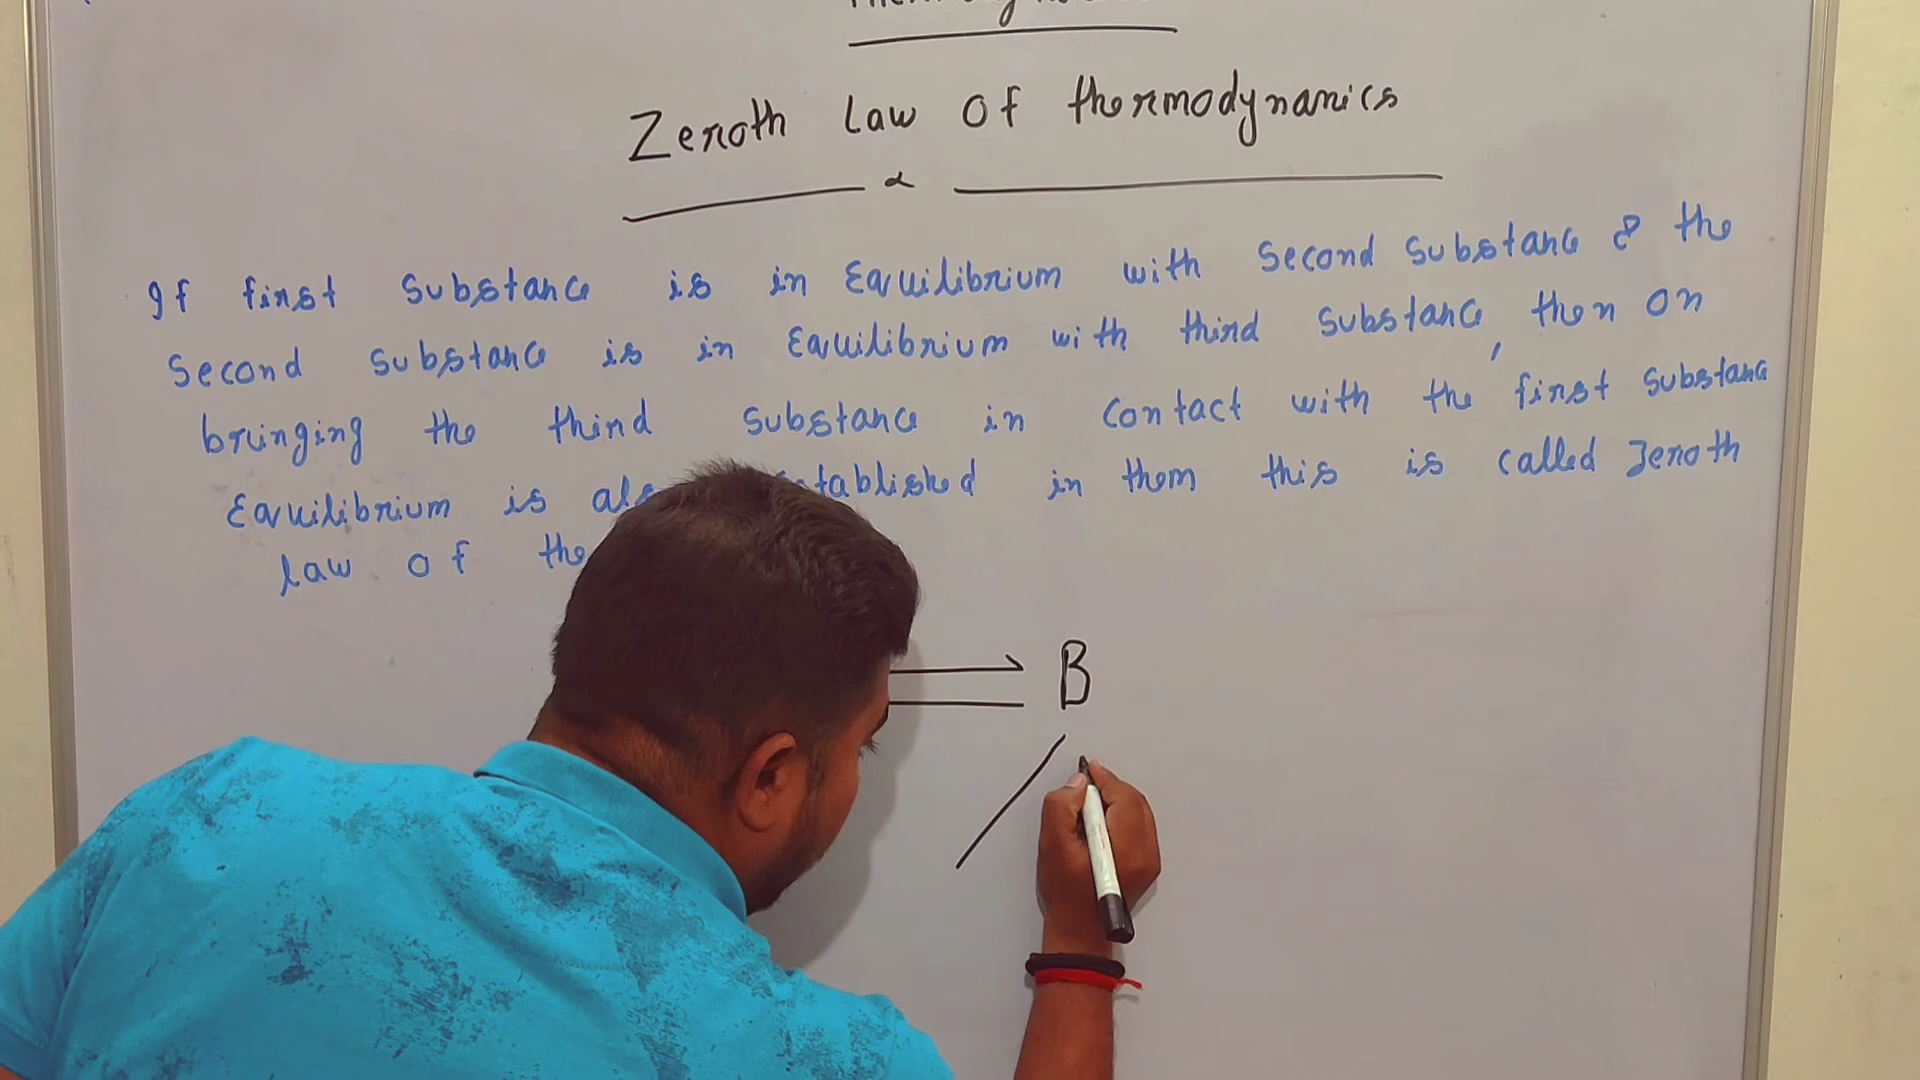 Zeroth Law Of thermodynamics
If first Substance is in Equilibrium with Second Substance & the
Second Substance is in Equilibrium with third Substance, then on
bringing the third Substance in Contact with the first Substance
Equilibrium is in them this is called Zeroth
law of
B